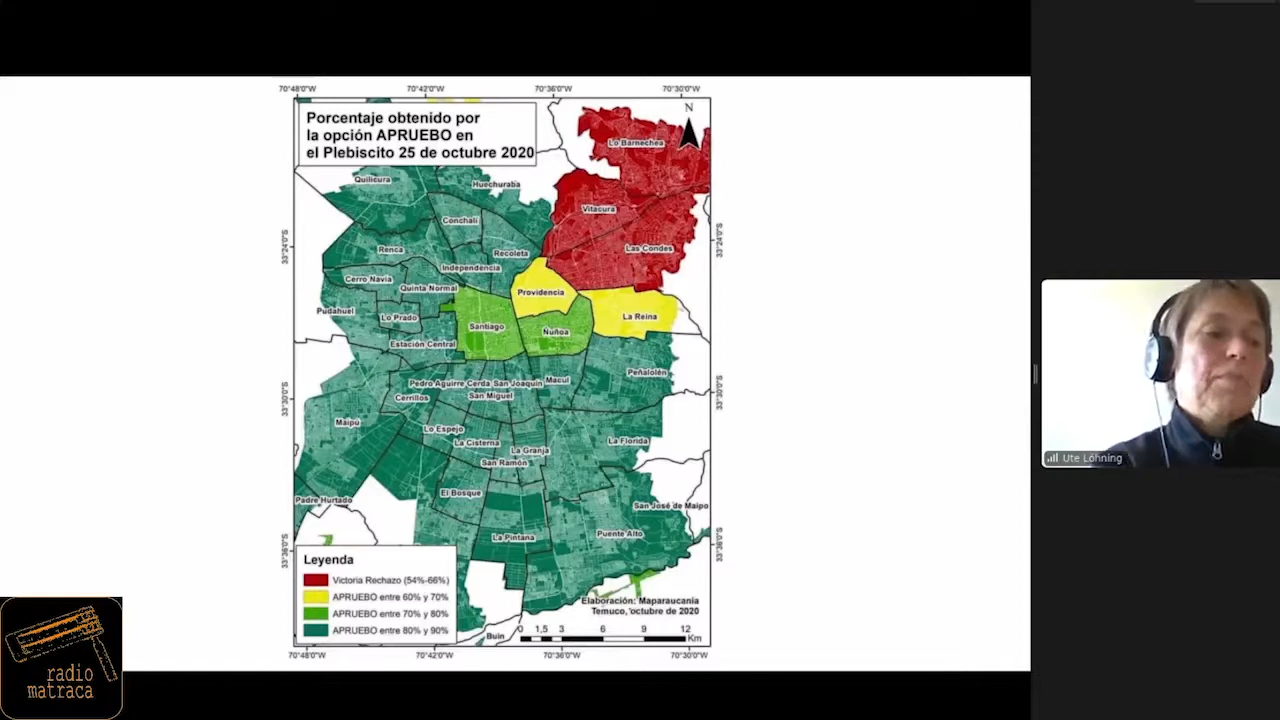 70°48'0"W 70°42'0"W 70°36'0"W 70°30'0"W
Porcentaje obtenido por
la opción APRUEBO en
el Plebiscito 25 de octubre 2020
N
Lo Barnechea
Quilicura
Huechuraba
Vitacura
Conchalí
33°24'0"S
33°24'0"S
Renca
Recoleta
Las Condes
Independencia
Cerro Navia
Quinta Normal
Providencia
Pudahuel
Lo Prado
La Reina
Santiago
Ñuñoa
Estación Central
Peñalolén
Pedro Aguirre Cerda
San Joaquín
Macul
33°30'0"S
33°30'0"S
Cerrillos
San Miguel
Maipú
Lo Espejo
La Cisterna
La Florida
La Granja
San Ramón
El Bosque
Padre Hurtado
San José de Maipo
La Pintana
Puente Alto
33°36'0"S
33°36'0"S
Leyenda
Victoria Rechazo (54%-66%)
APRUEBO entre 60% y 70%
APRUEBO entre 70% y 80%
APRUEBO entre 80% y 90%
Elaboración: Maparaucanía
Temuco, octubre de 2020
Buin
0 1,5 3 6 9 12
Km
70°48'0"W 70°42'0"W 70°36'0"W 70°30'0"W
Ute Löhning
radio
matraca